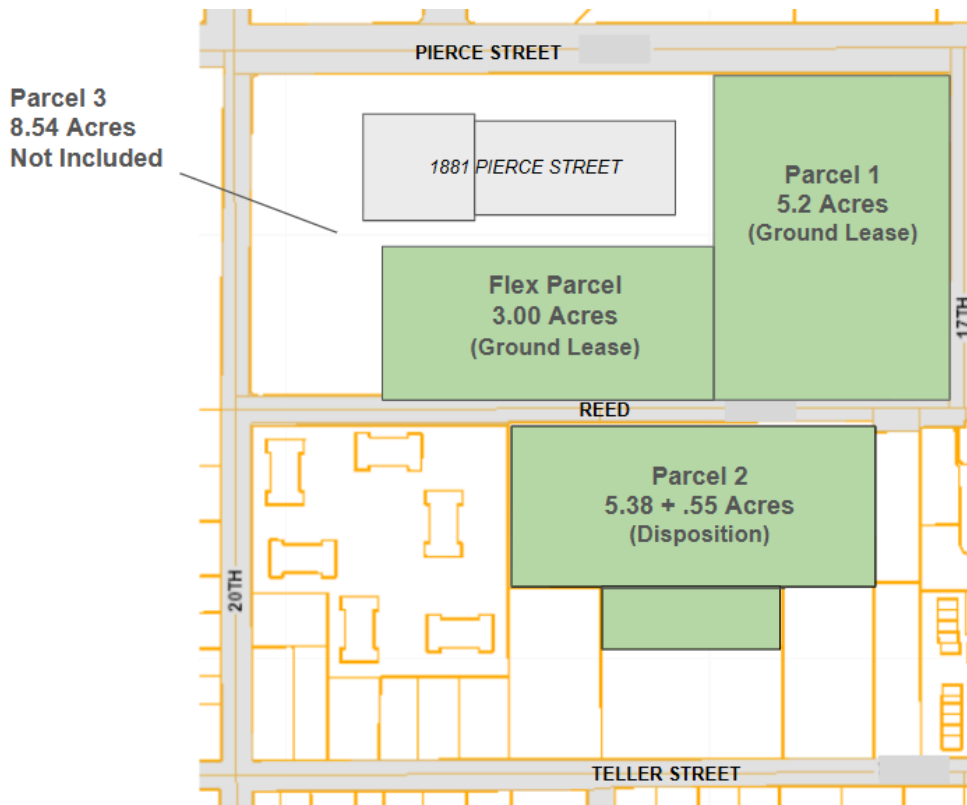 PIERCE STREET
Parcel 3
8.54 Acres
Not Included
1881 PIERCE STREET
Parcel 1
5.2 Acres
(Ground Lease)
Flex Parcel
3.00 Acres
(Ground Lease)
17TH
REED
Parcel 2
5.38 + .55 Acres
(Disposition)
20TH
TELLER STREET